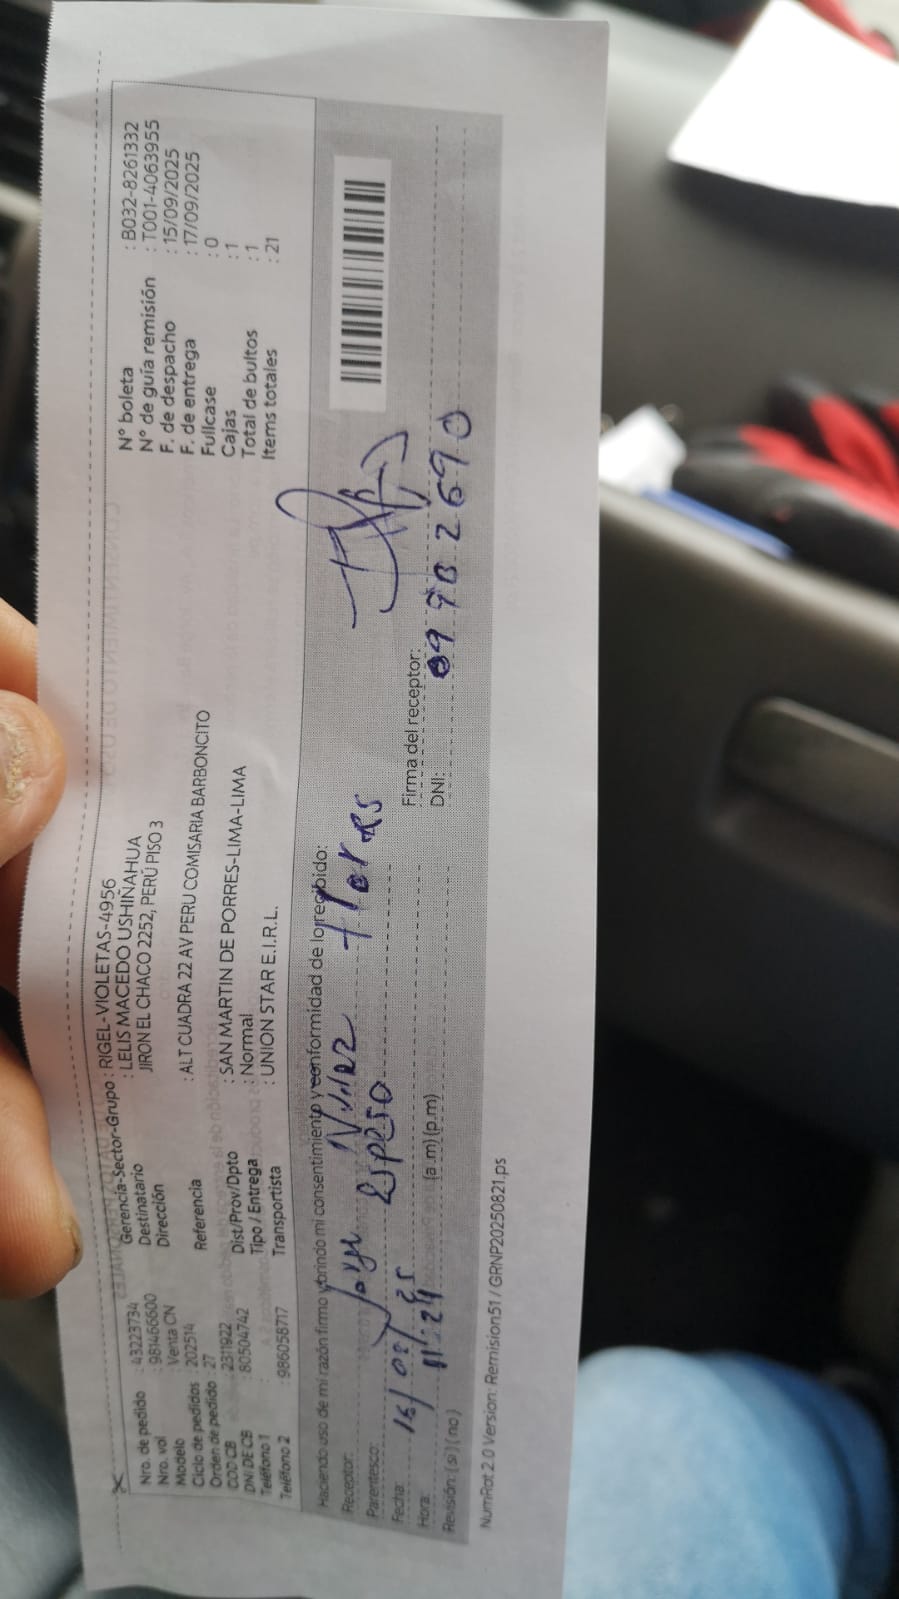 Nro. de pedido : 43223734
Nro. vol : 981466600
Modelo : Venta CN
Ciclo de pedidos : 202514
Orden de pedido : 27
COD CB : 2311922
DNI DE CB : 80504742
Teléfono 1 :
Teléfono 2 : 986058717
Gerencia-Sector-Grupo : RIGEL-VIOLETAS-4956
Destinatario : LELIS MACEDO USHIÑAHUA
Dirección JIRON EL CHACO 2252, PERÚ PISO 3
Referencia : ALT CUADRA 22 AV PERU COMISARIA BARBONCITO
Dist/Prov/Dpto : SAN MARTIN DE PORRES-LIMA-LIMA
Tipo / Entrega : Normal
Transportista : UNION STAR E.I.R.L.
N° boleta : B032-8261332
N° de guía remisión : T001-4063955
F. de despacho : 15/09/2025
F. de entrega : 17/09/2025
Fullcase : 0
Cajas : 1
Total de bultos : 1
Items totales : 21
Haciendo uso de mi razón firmo y brindo mi consentimiento y conformidad de lo recibido:
Receptor: Nuñez Flores
Parentesco: Esposo
Fecha:
Hora: 11:24 (a.m) (p.m)
Revisión: ( si ) ( no )
Firma del receptor:
DNI:
NumRot 2.0 Version: Remision51 / GRNP20250821.ps